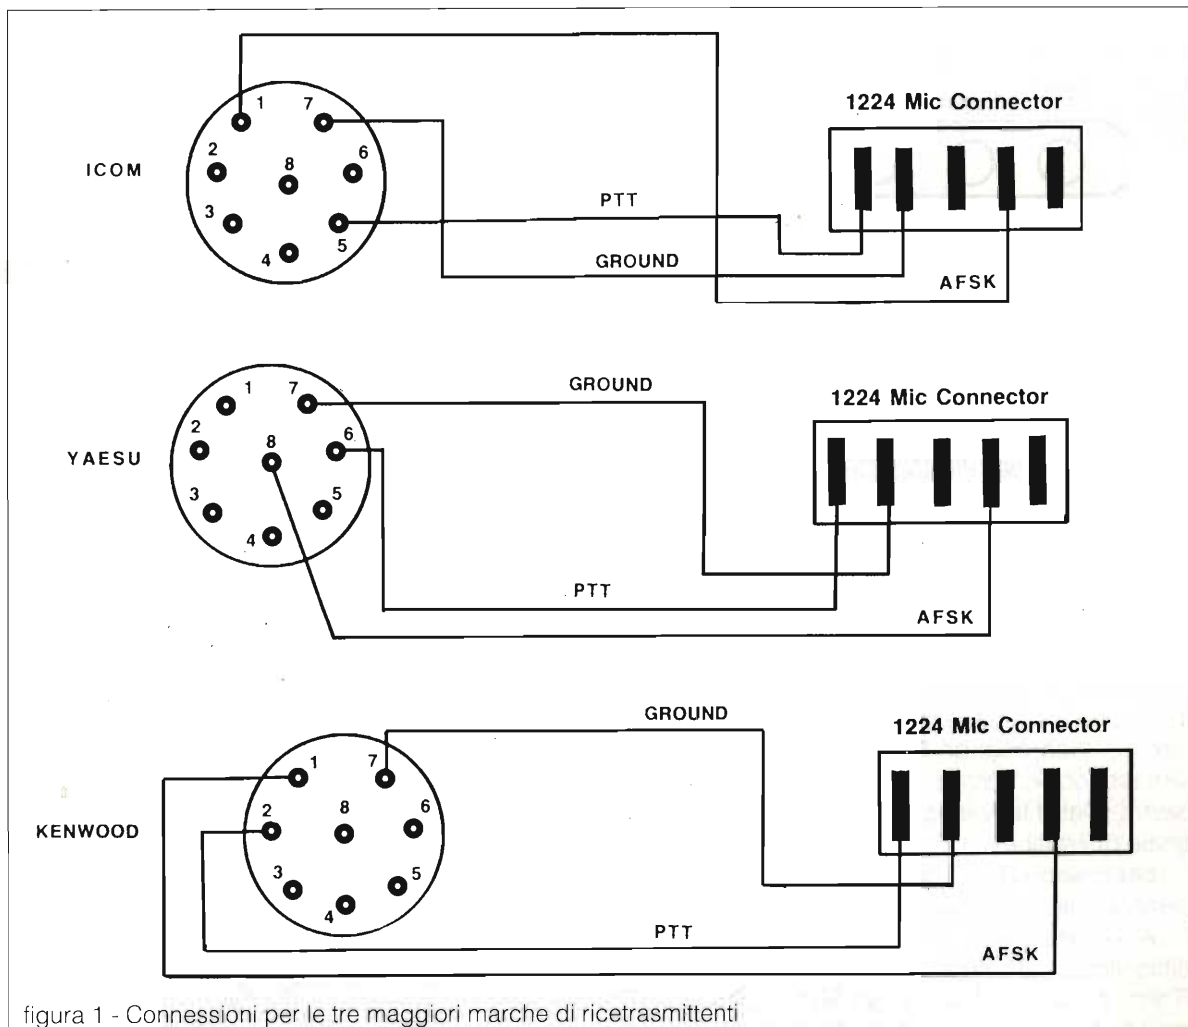 1224 Mic Connector
ICOM
1
7
2
8
6
3
5
4
PTT
GROUND
AFSK
1224 Mic Connector
YAESU
1
7
2
8
6
3
5
4
GROUND
PTT
AFSK
1224 Mic Connector
KENWOOD
1
7
2
8
6
3
5
4
GROUND
PTT
AFSK
figura 1 - Connessioni per le tre maggiori marche di ricetrasmittenti